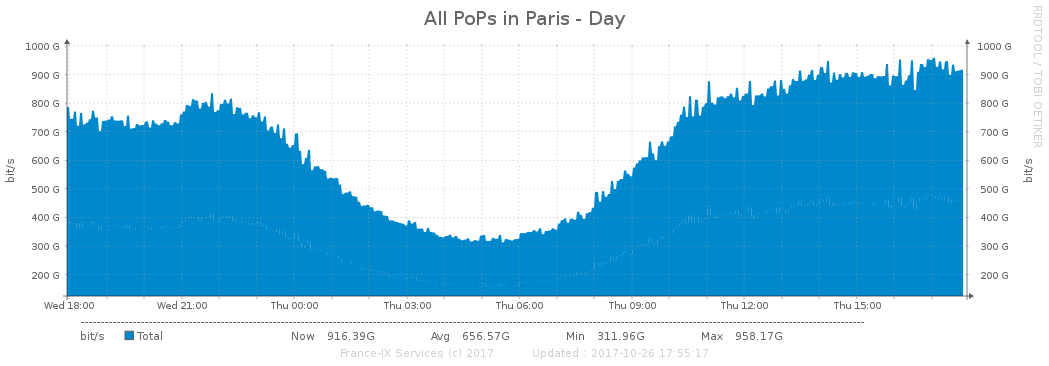 All PoPs in Paris - Day
RRDTOOL / TOBI OETIKER
bit/s
1000 G
900 G
800 G
700 G
600 G
500 G
400 G
300 G
200 G
1000 G
900 G
800 G
700 G
600 G
500 G
400 G
300 G
200 G
bit/s
Wed 18:00 Wed 21:00 Thu 00:00 Thu 03:00 Thu 06:00 Thu 09:00 Thu 12:00 Thu 15:00
bit/s Total Now 916.39G Avg 656.57G Min 311.96G Max 958.17G
France-IX Services (c) 2017 Updated : 2017-10-26 17:55:17